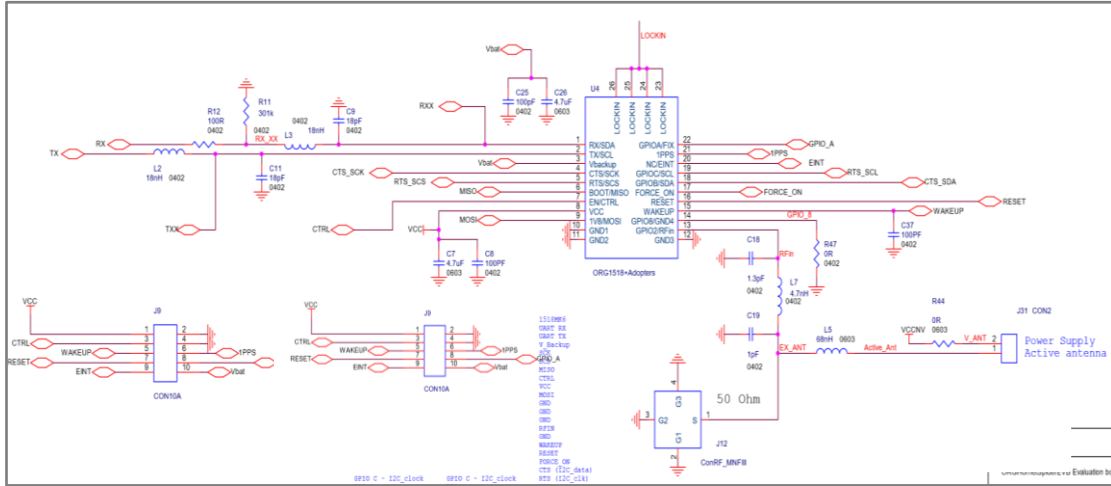 LOCKIN
Vbat
C25
100pF
0402
C26
4.7uF
0603
U4
26
25
24
23
LOCKIN
LOCKIN
LOCKIN
LOCKIN
RXX
R12
100R
0402
R11
301k
0402
RX_XX
0402
L3
18nH
C9
18pF
0402
RX
TX
L2
18nH 0402
C11
18pF
0402
TXX
1 RX/SDA GPIOA/FIX 22 GPIO_A
2 TX/SCL 1PPS 21 1PPS
Vbat 3 Vbackup NC/EINT 20 EINT
CTS_SCK 4 CTS/SCK GPIOC/SCL 19 RTS_SCL
RTS_SCS 5 RTS/SCS GPIOB/SDA 18 CTS_SDA
MISO 6 BOOT/MISO FORCE_ON 17 FORCE_ON
CTRL 7 EN/CTRL RESET 16 RESET
VCC 8 VCC WAKEUP 15 WAKEUP
MOSI 9 1V8/MOSI GPIO8/GND4 14 GPIO_8
10 GND1 GPIO2/RFin 13
11 GND2 GND3 12
ORG1518+Adopters
C37
100PF
0402
R47
0R
0402
C7
4.7uF
0603
C8
100PF
0402
C18
1.3pF
0402
RFin
L7
4.7nH
0402
C19
1pF
0402
EX_ANT
L5
68nH 0603
Active_Ant
R44
0R
0603
VCCNV
V_ANT
J31 CON2
2
1
Power Supply
Active antenna
50 Ohm
4
G3
3 G2 S 1
G1
2
J12
ConRF_MNFIll
VCC
J9
1 2
CTRL 3 4
WAKEUP 5 6 1PPS
RESET 7 8
EINT 9 10 Vbat
CON10A
VCC
J9
1 2
CTRL 3 4
WAKEUP 5 6 1PPS
RESET 7 8 GPIO_A
EINT 9 10 Vbat
CON10A
UART RX
UART TX
V_Backup
MISO
CTRL
VCC
MOSI
GND
GND
GND
RFIN
GND
WAKEUP
RESET
FORCE ON
CTS (I2C_data)
RTS (I2C_clk)
GPIO C - I2C_clock GPIO C - I2C_clock
Evaluation bo